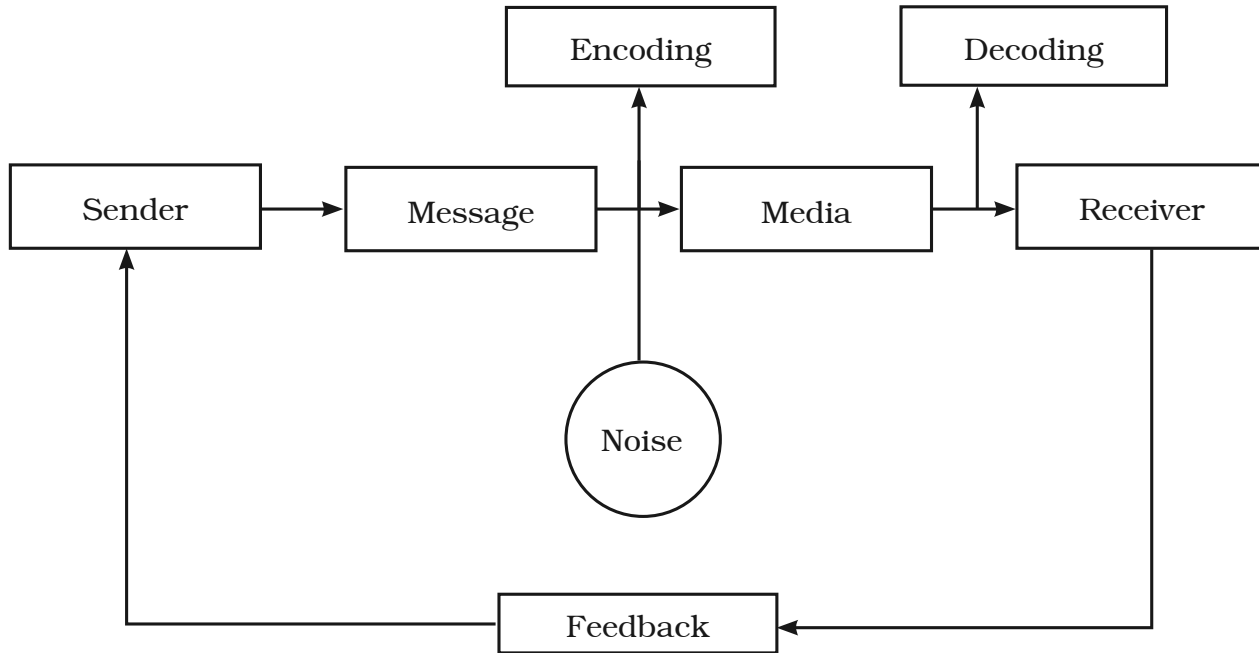 Encoding
Decoding
Sender
Message
Media
Receiver
Noise
Feedback